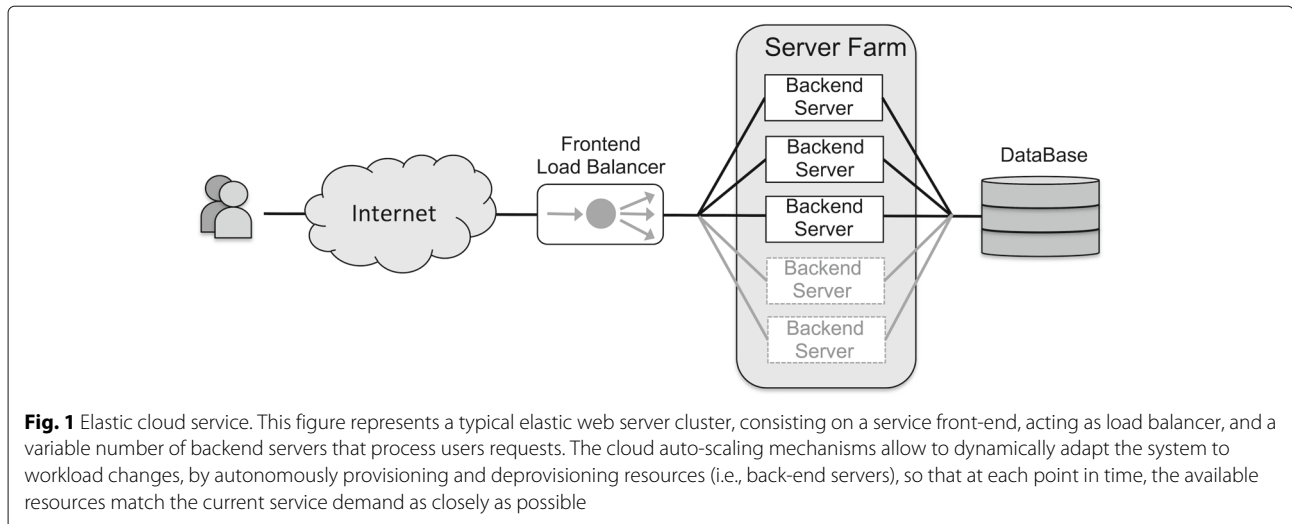 Server Farm
Backend
Server
Backend
Server
Backend
Server
Backend
Server
Backend
Server
Frontend
Load Balancer
Internet
DataBase
Fig. 1 Elastic cloud service. This figure represents a typical elastic web server cluster, consisting on a service front-end, acting as load balancer, and a
variable number of backend servers that process users requests. The cloud auto-scaling mechanisms allow to dynamically adapt the system to
workload changes, by autonomously provisioning and deprovisioning resources (i.e., back-end servers), so that at each point in time, the available
resources match the current service demand as closely as possible